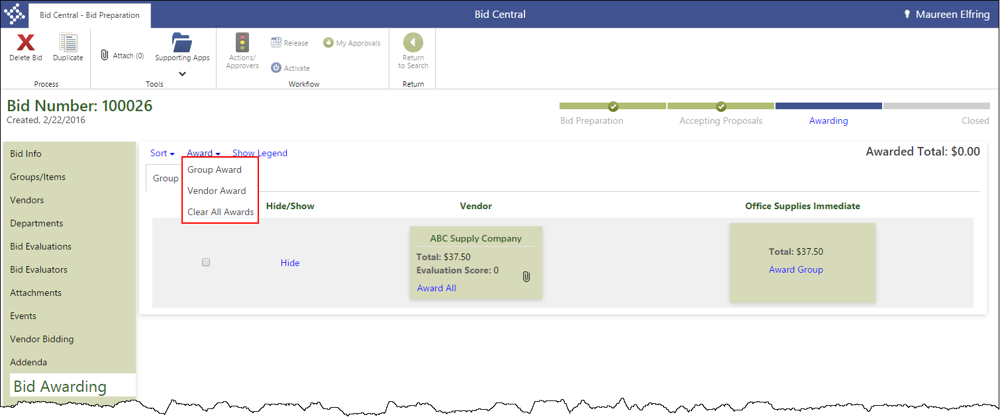 Bid Central - Bid Preparation
Bid Central
Maureen Elfring
Delete Bid
Duplicate
Process
Attach (0)
Supporting Apps
Tools
Actions/
Approvers
Release
My Approvals
Activate
Workflow
Return
to Search
Return
Bid Number: 100026
Created, 2/22/2016
Bid Preparation
Accepting Proposals
Awarding
Closed
Bid Info
Groups/Items
Vendors
Departments
Bid Evaluations
Bid Evaluators
Attachments
Events
Vendor Bidding
Addenda
Bid Awarding
Sort
Award
Show Legend
Awarded Total: $0.00
Group
Group Award
Vendor Award
Clear All Awards
Hide/Show
Vendor
Office Supplies Immediate
Hide
ABC Supply Company
Total: $37.50
Evaluation Score: 0
Award All
Total: $37.50
Award Group